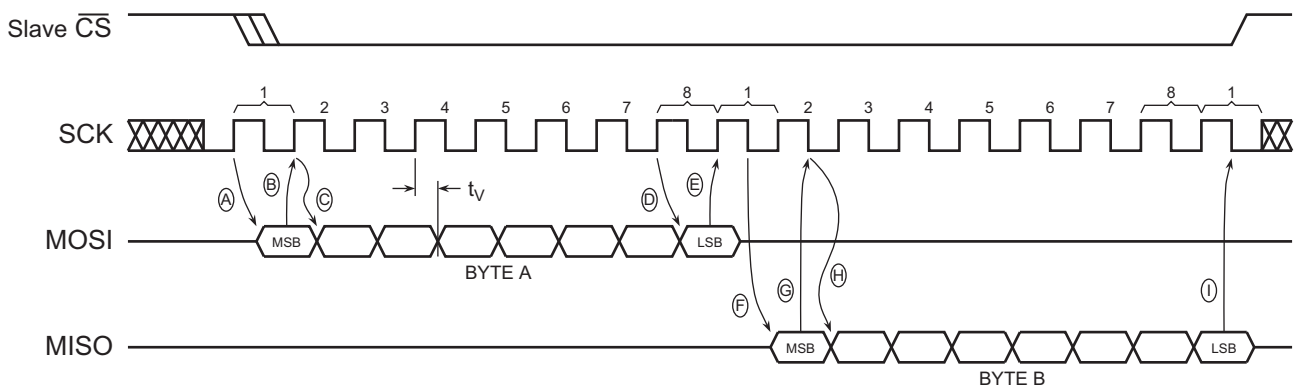 Slave CS
1 2 3 4 5 6 7 8 1 2 3 4 5 6 7 8 1
SCK
A B C t_V D E
MOSI MSB LSB
BYTE A
F G H I
MISO MSB LSB
BYTE B